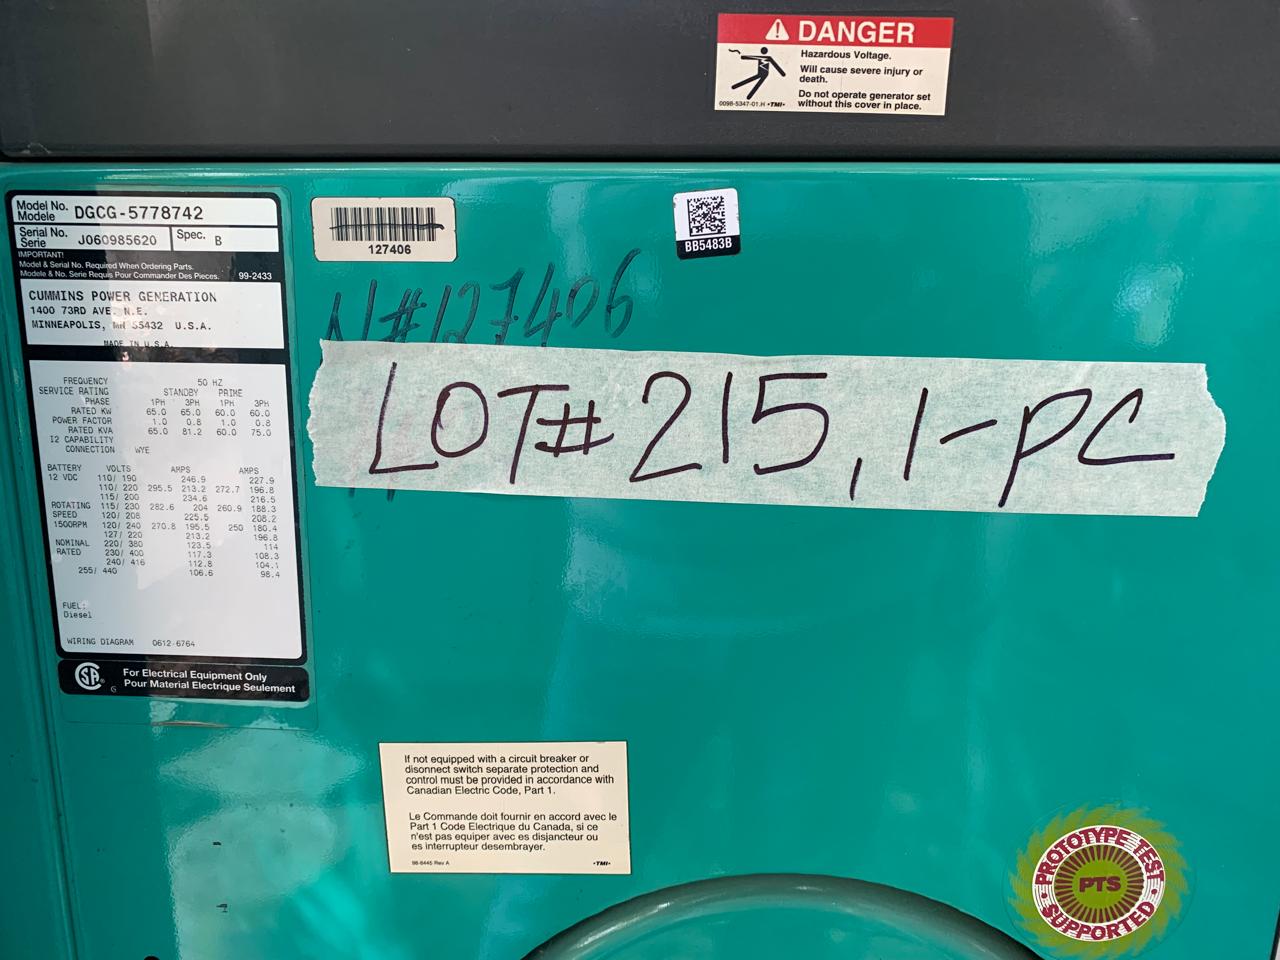 DANGER
Hazardous Voltage.
Will cause severe injury or
death.
Do not operate generator set
without this cover in place.
0098-5347-01.H •TMI•
Model No.
Modele
DGCG-5778742
Serial No.
Serie
J060985620
Spec. B
IMPORTANT!
Model & Serial No. Required When Ordering Parts.
Modele & No. Serie Requis Pour Commander Des Pieces. 99-2433
CUMMINS POWER GENERATION
1400 73RD AVE. N.E.
MINNEAPOLIS, MN 55432 U.S.A.
MADE IN U.S.A.
FREQUENCY 50 HZ
SERVICE RATING STANDBY PRIME
PHASE 1PH 3PH 1PH 3PH
RATED KW 65.0 65.0 60.0 60.0
POWER FACTOR 1.0 0.8 1.0 0.8
RATED KVA 65.0 81.2 60.0 75.0
12 CAPABILITY
CONNECTION WYE
BATTERY VOLTS AMPS AMPS
12 VDC 110/ 190 246.9 227.9
110/ 220 295.5 213.2 272.7 196.8
115/ 200 234.6 216.5
ROTATING 115/ 230 282.6 204 260.9 188.3
SPEED 120/ 208 225.5 208.2
1500RPM 120/ 240 270.8 195.5 250 180.4
127/ 220 213.2 196.8
NOMINAL 220/ 380 123.5 114
RATED 230/ 400 117.3 108.3
240/ 416 112.8 104.1
255/ 440 106.6 98.4
FUEL:
Diesel
WIRING DIAGRAM 0612-6764
CSA ®
G
For Electrical Equipment Only
Pour Material Electrique Seulement
127406
BB5483B
N#127406
LOT# 215, 1-PC
If not equipped with a circuit breaker or
disonnect switch separate protection and
control must be provided in accordance with
Canadian Electric Code, Part 1.
Le Commande doit fournir en accord avec le
Part 1 Code Electrique du Canada, si ce
n'est pas equiper avec es disjancteur ou
es interrupteur desembrayer.
98-6445 Rev A •TMI•
PROTOTYPE TEST
PTS
SUPPORTED